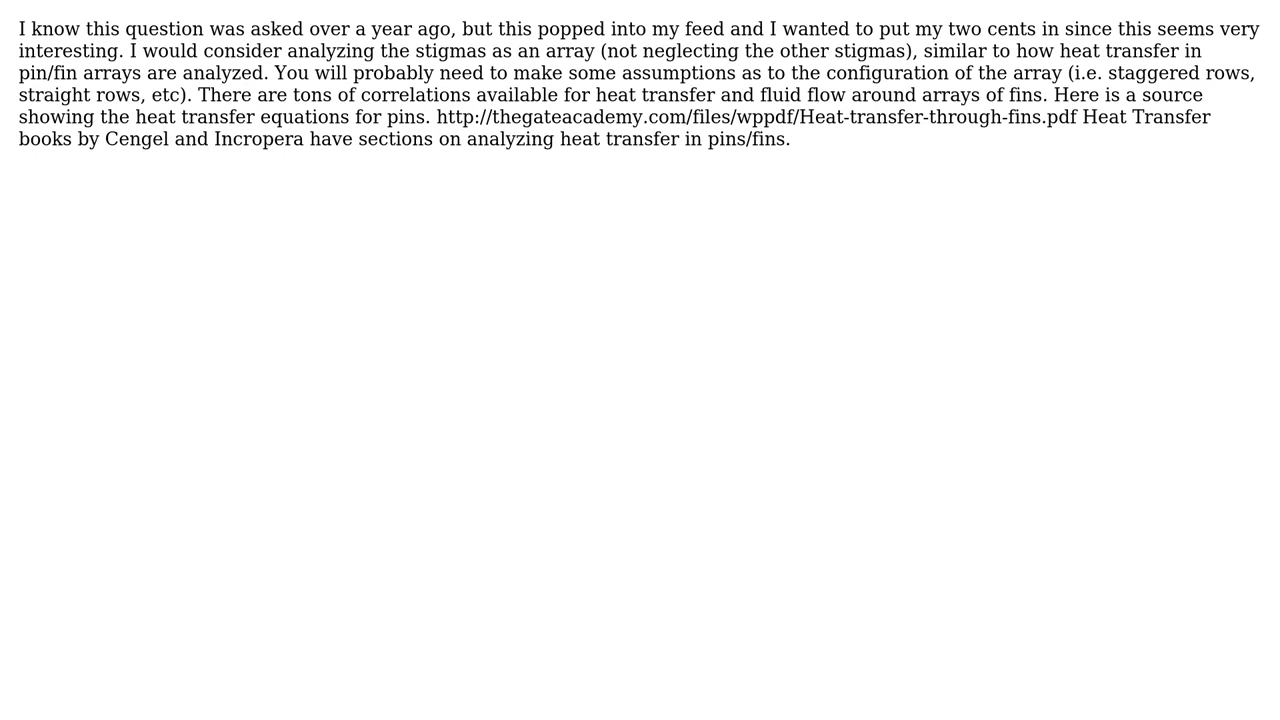 I know this question was asked over a year ago, but this popped into my feed and I wanted to put my two cents in since this seems very
interesting. I would consider analyzing the stigmas as an array (not neglecting the other stigmas), similar to how heat transfer in
pin/fin arrays are analyzed. You will probably need to make some assumptions as to the configuration of the array (i.e. staggered rows,
straight rows, etc). There are tons of correlations available for heat transfer and fluid flow around arrays of fins. Here is a source
showing the heat transfer equations for pins. http://thegateacademy.com/files/wppdf/Heat-transfer-through-fins.pdf Heat Transfer
books by Cengel and Incropera have sections on analyzing heat transfer in pins/fins.